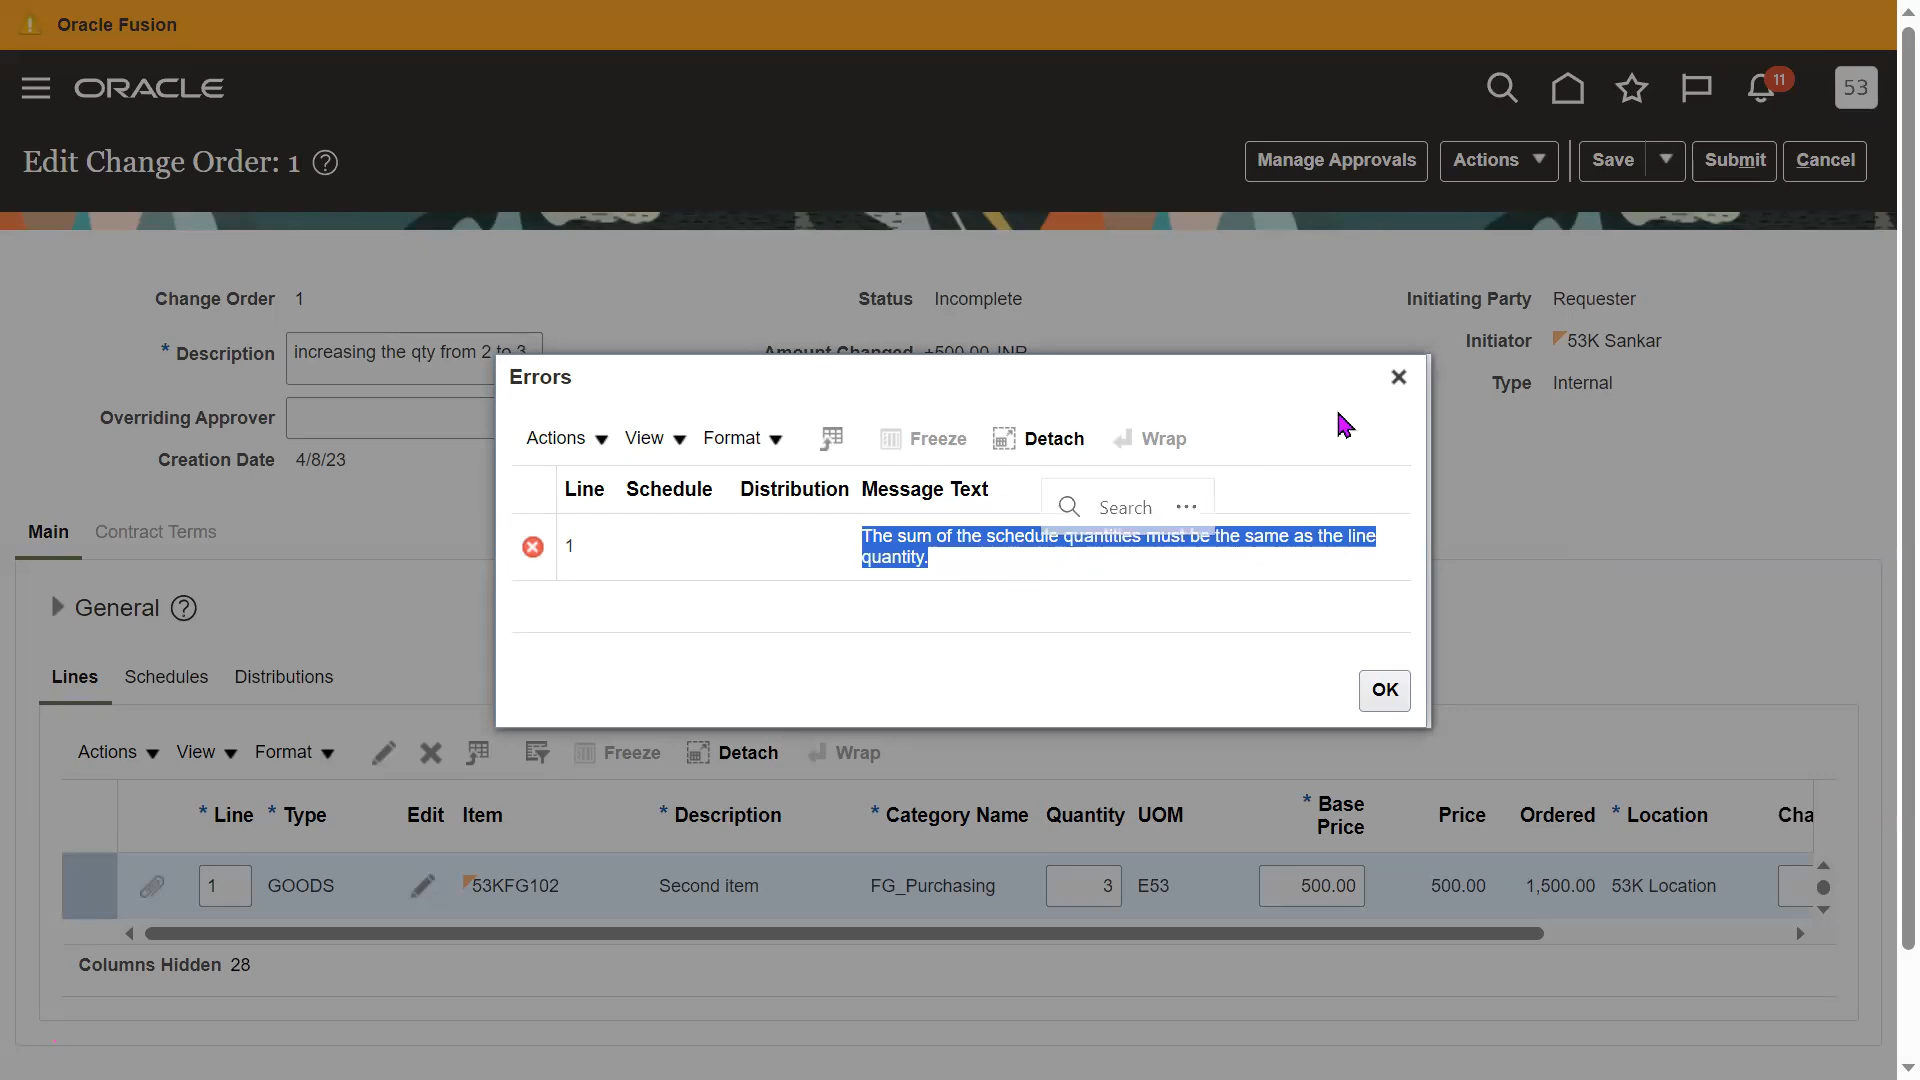 Oracle Fusion
ORACLE
11
53
Edit Change Order: 1
Manage Approvals
Actions
Save
Submit
Cancel
Change Order 1
Status Incomplete
Initiating Party Requester
* Description increasing the qty from 2 to 3
Amount Changed +500.00 INR
Initiator 53K Sankar
Type Internal
Overriding Approver
Creation Date 4/8/23
Errors
Actions View Format Freeze Detach Wrap
Line Schedule Distribution Message Text
Search
1 The sum of the schedule quantities must be the same as the line
quantity.
OK
Main Contract Terms
General
Lines Schedules Distributions
Actions View Format Freeze Detach Wrap
* Line * Type Edit Item * Description * Category Name Quantity UOM * Base Price Price Ordered * Location Cha
1 GOODS 53KFG102 Second item FG_Purchasing 3 E53 500.00 500.00 1,500.00 53K Location
Columns Hidden 28